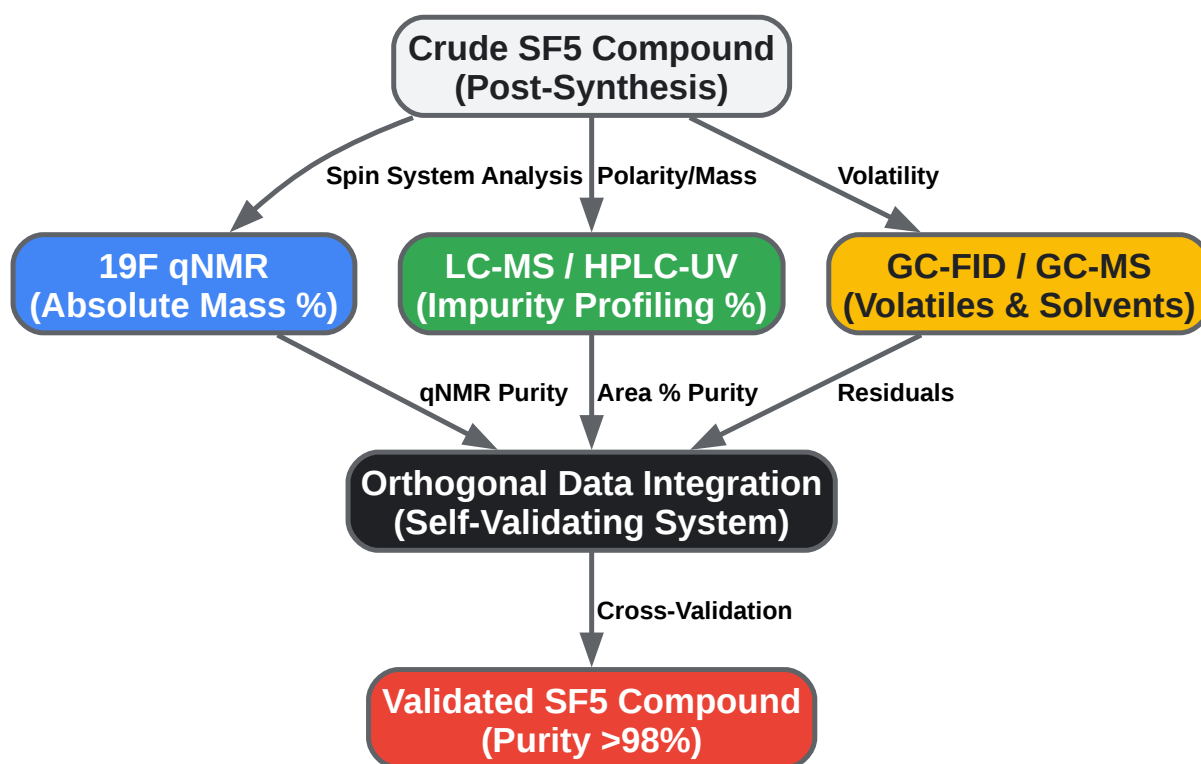 Crude SF5 Compound
(Post-Synthesis)
Spin System Analysis
Polarity/Mass
Volatility
19F qNMR
(Absolute Mass %)
LC-MS / HPLC-UV
(Impurity Profiling %)
GC-FID / GC-MS
(Volatiles & Solvents)
qNMR Purity
Area % Purity
Residuals
Orthogonal Data Integration
(Self-Validating System)
Cross-Validation
Validated SF5 Compound
(Purity >98%)